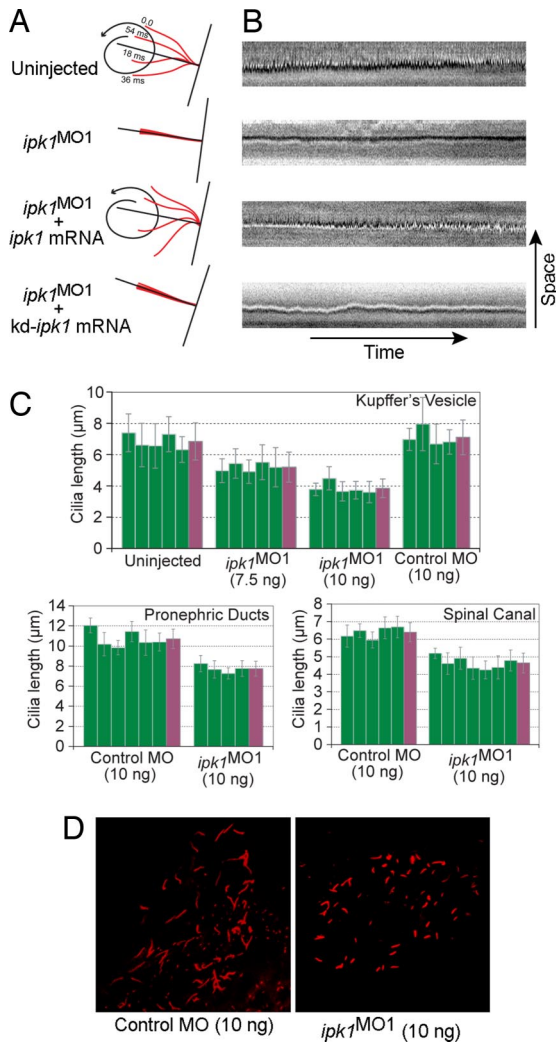 A
B
0,0
54 ms
18 ms
36 ms
Uninjected
ipk1MO1
ipk1MO1
+
ipk1 mRNA
ipk1MO1
+
kd-ipk1 mRNA
Space
Time
C
Kupffer's Vesicle
Cilia length (µm)
10
8
6
4
2
0
Uninjected
ipk1MO1
(7.5 ng)
ipk1MO1
(10 ng)
Control MO
(10 ng)
Pronephric Ducts
Cilia length (µm)
14
12
10
8
6
4
2
0
Control MO
(10 ng)
ipk1MO1
(10 ng)
Spinal Canal
Cilia length (µm)
8
7
6
5
4
3
2
1
0
Control MO
(10 ng)
ipk1MO1
(10 ng)
D
Control MO (10 ng)
ipk1MO1 (10 ng)